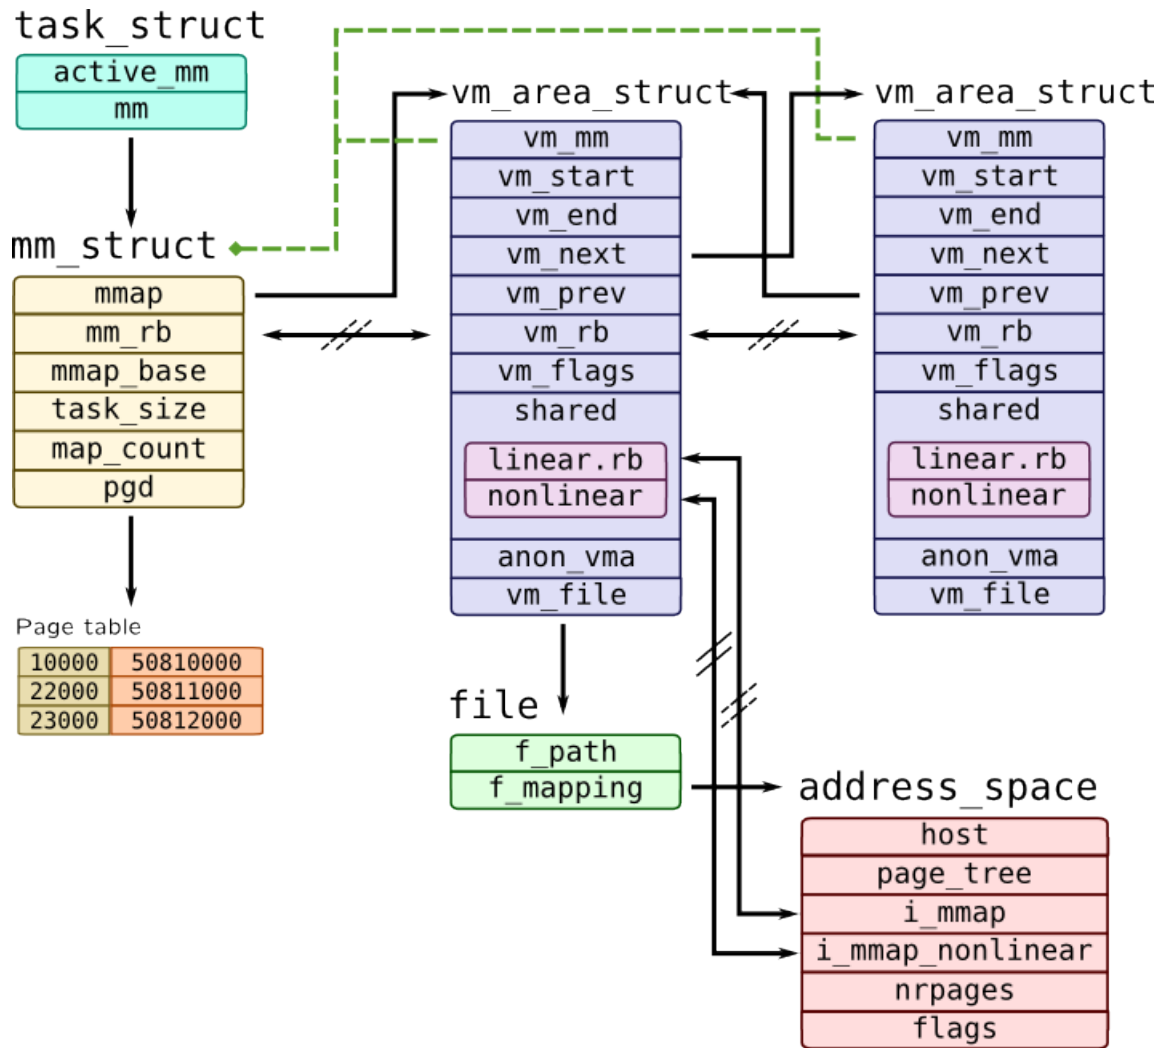 task_struct
active_mm
mm
mm_struct
mmap
mm_rb
mmap_base
task_size
map_count
pgd
Page table
10000 50810000
22000 50811000
23000 50812000
vm_area_struct
vm_mm
vm_start
vm_end
vm_next
vm_prev
vm_rb
vm_flags
shared
linear.rb
nonlinear
anon_vma
vm_file
vm_area_struct
vm_mm
vm_start
vm_end
vm_next
vm_prev
vm_rb
vm_flags
shared
linear.rb
nonlinear
anon_vma
vm_file
file
f_path
f_mapping
address_space
host
page_tree
i_mmap
i_mmap_nonlinear
nrpages
flags